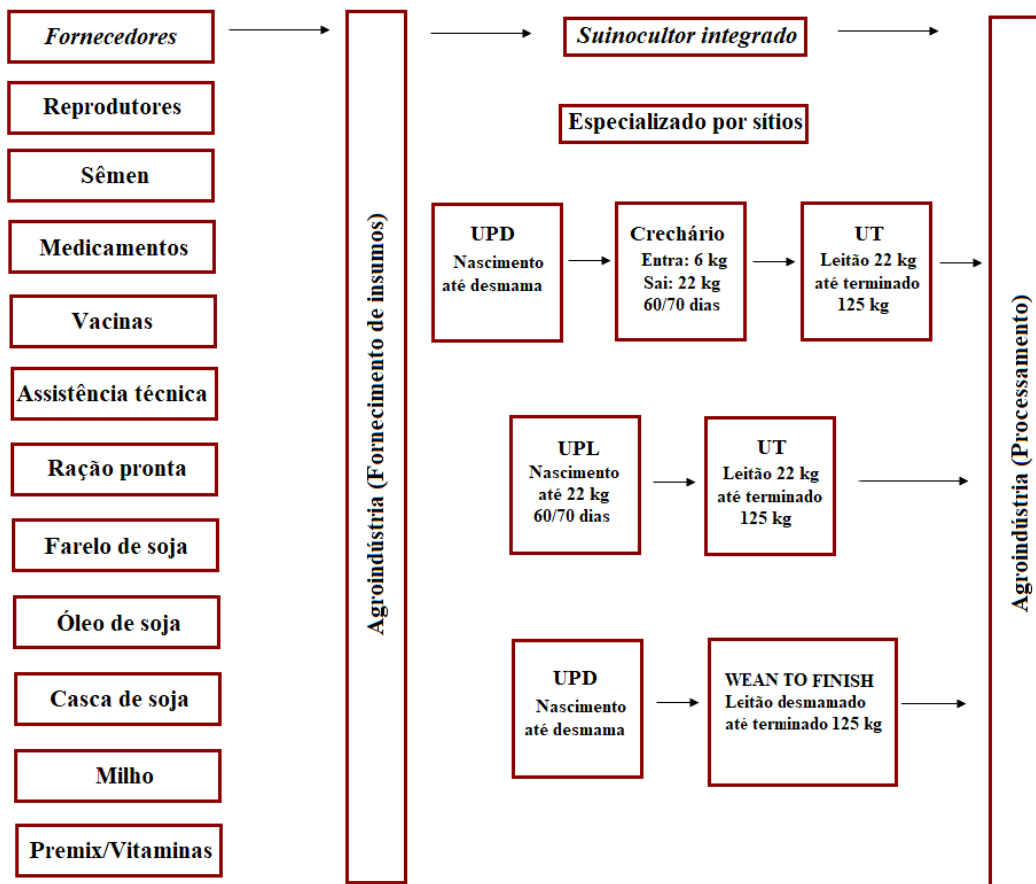 Fornecedores
Reprodutores
Sêmen
Medicamentos
Vacinas
Assistência técnica
Ração pronta
Farelo de soja
Óleo de soja
Casca de soja
Milho
Premix/Vitaminas
Agroindústria (Fornecimento de insumos)
Suinocultor integrado
Especializado por sítios
UPD
Nascimento
até desmama
Crechário
Entra: 6 kg
Sai: 22 kg
60/70 dias
UT
Leitão 22 kg
até terminado
125 kg
UPL
Nascimento
até 22 kg
60/70 dias
UT
Leitão 22 kg
até terminado
125 kg
UPD
Nascimento
até desmama
WEAN TO FINISH
Leitão desmamado
até terminado 125 kg
Agroindústria (Processamento)